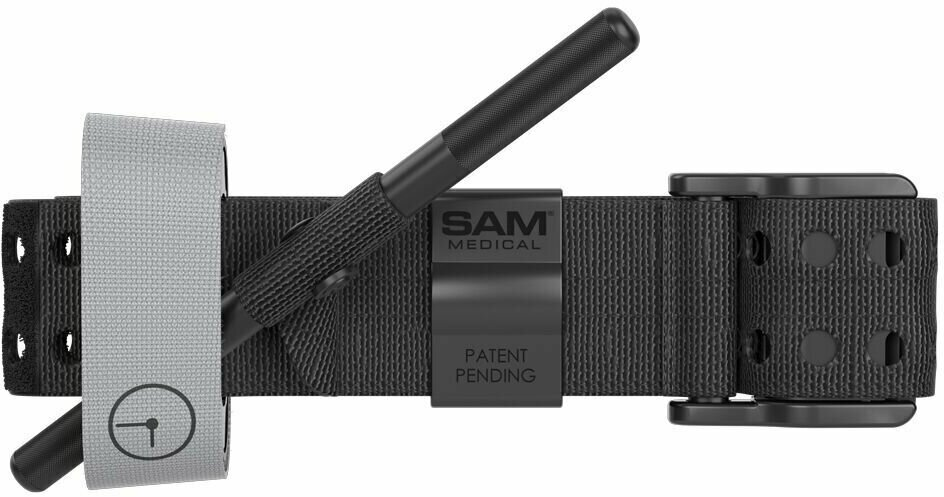 SAM®
MEDICAL
PATENT
PENDING